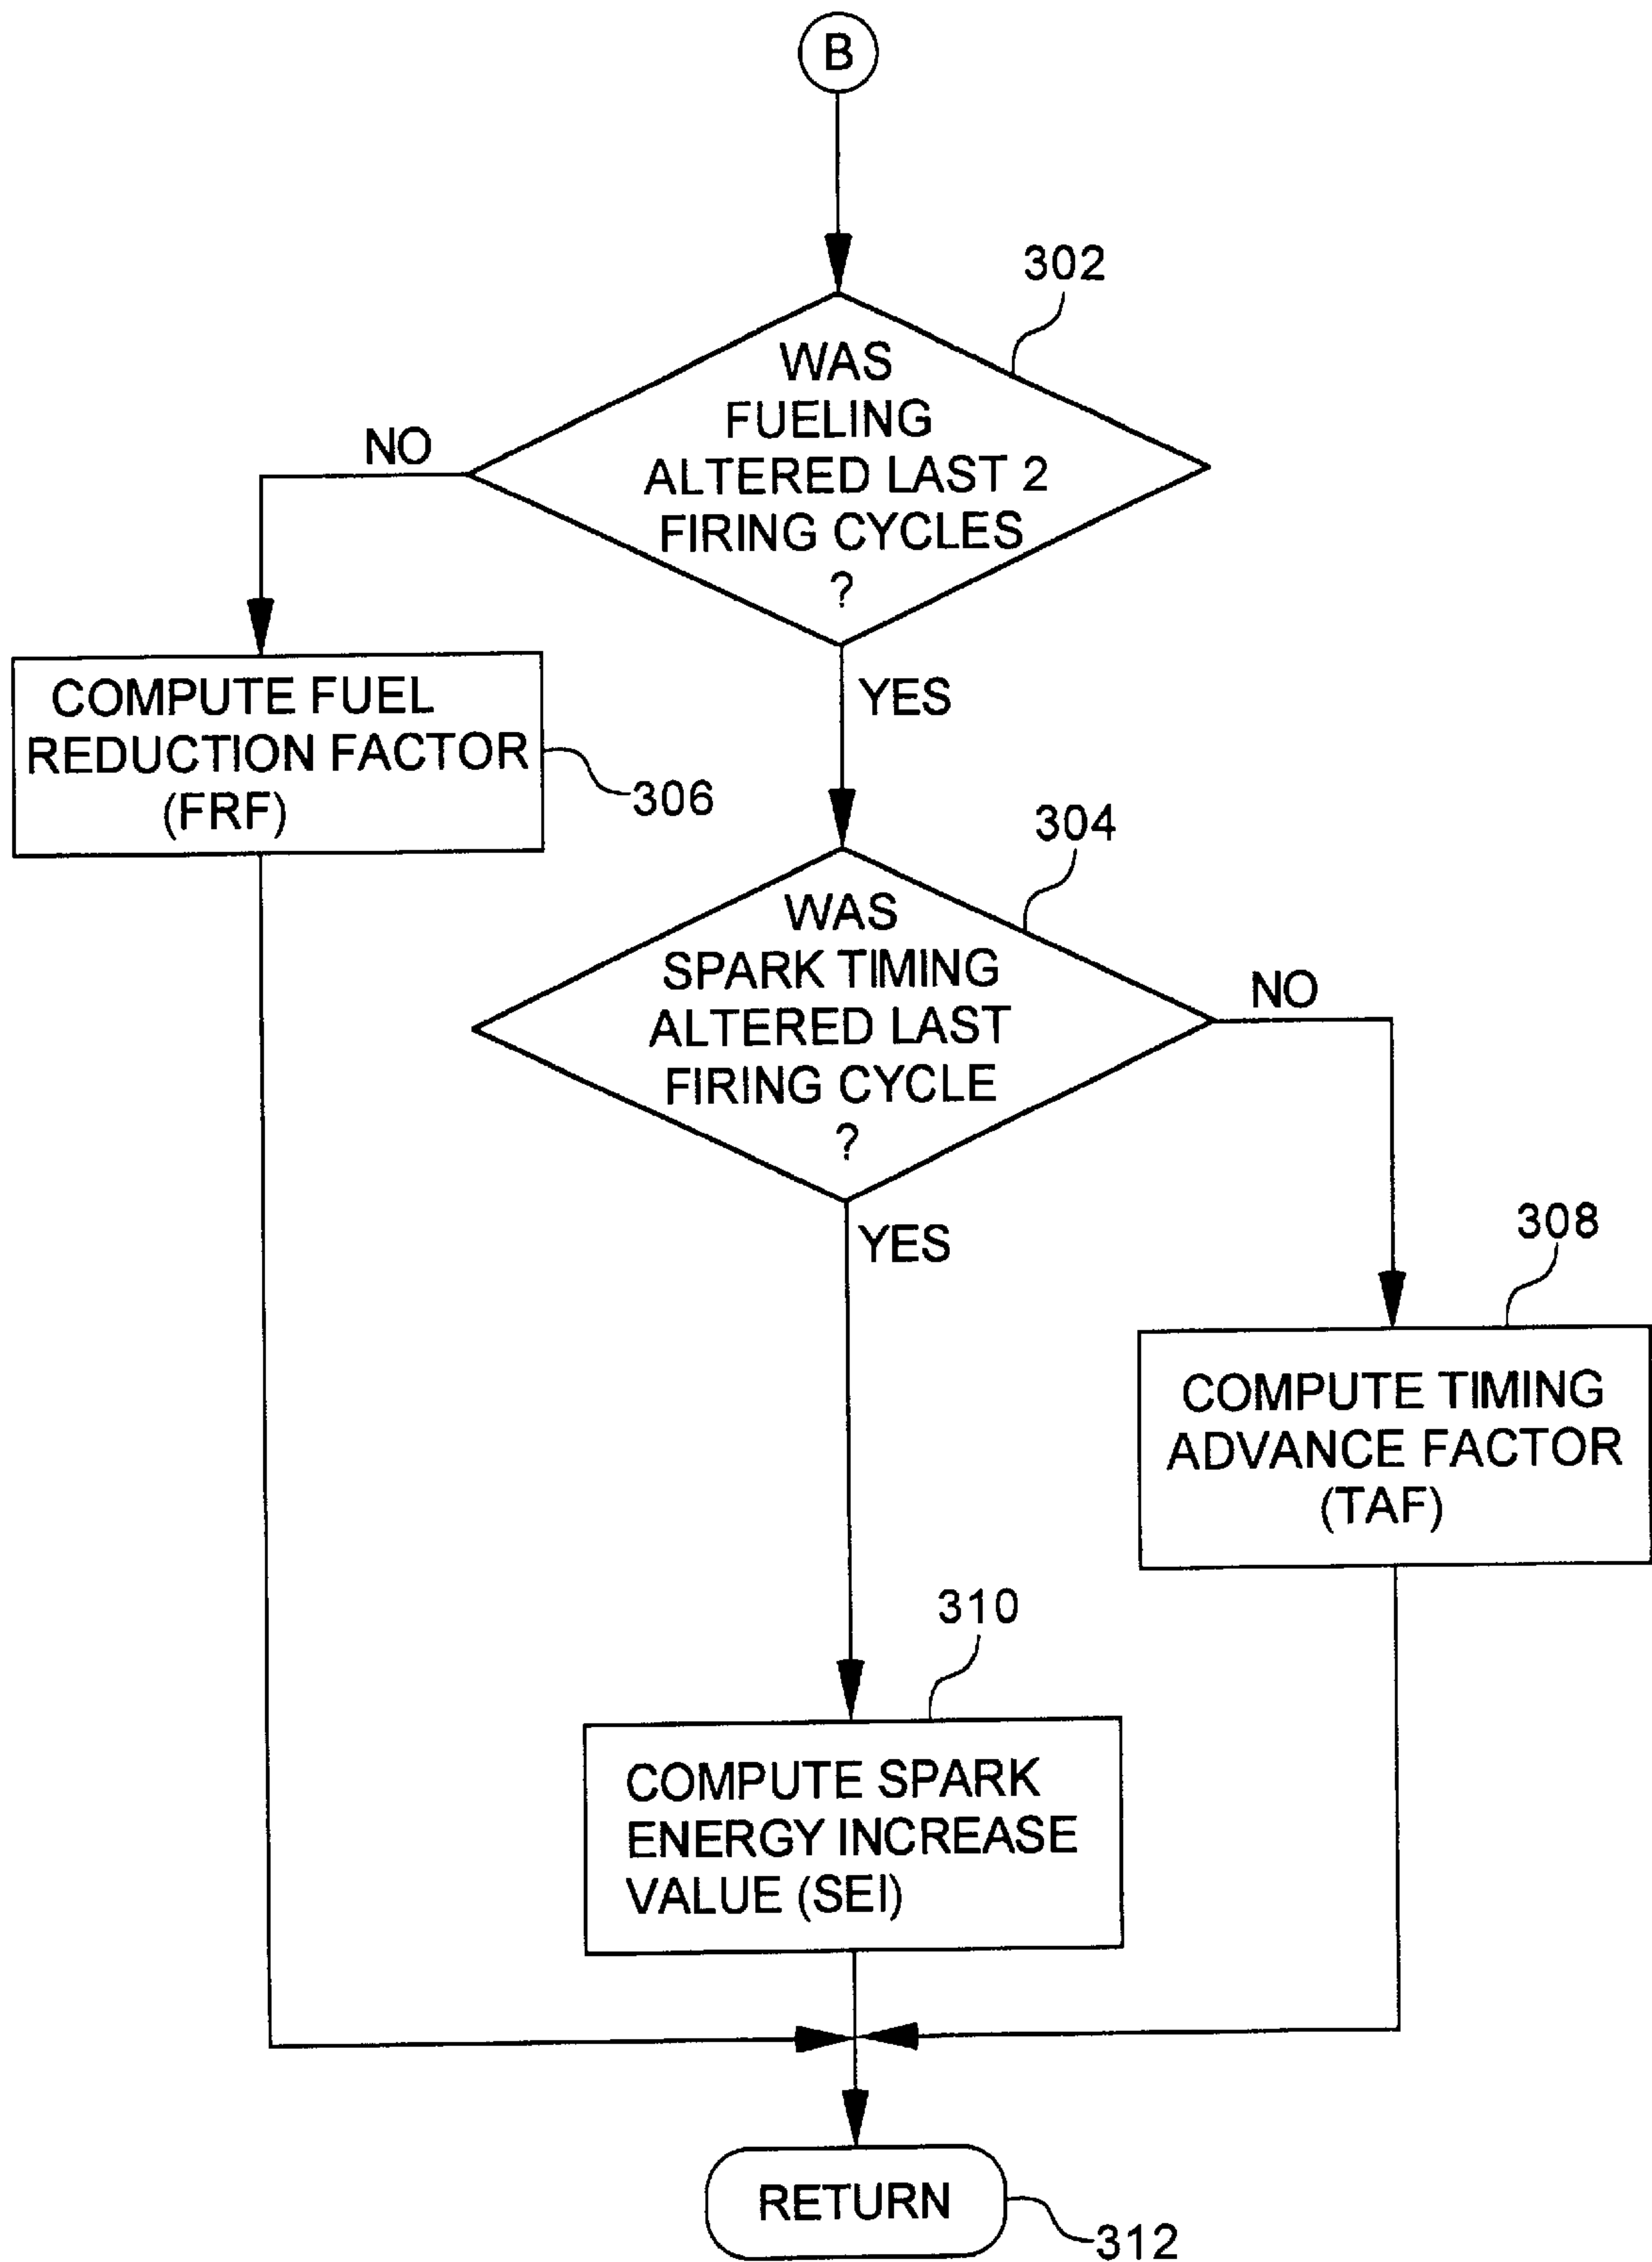 B
302
WAS
FUELING
ALTERED LAST 2
FIRING CYCLES
?
NO
YES
COMPUTE FUEL
REDUCTION FACTOR
(FRF)
306
304
WAS
SPARK TIMING
ALTERED LAST
FIRING CYCLE
?
NO
YES
308
COMPUTE TIMING
ADVANCE FACTOR
(TAF)
310
COMPUTE SPARK
ENERGY INCREASE
VALUE (SEI)
RETURN
312